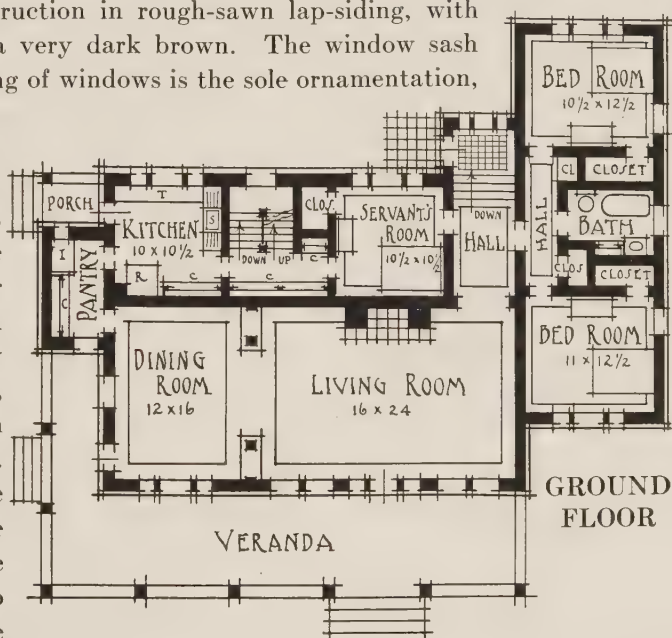 ruction in rough-sawn lap-siding, with
a very dark brown. The window sash
ng of windows is the sole ornamentation,
BED ROOM
10½ x 12½
CL
CLOSET
BATH
HALL
CLOS
CLOSET
BED ROOM
11 x 12½
PORCH
T
S
KITCHEN
10 x 10½
R
C
I
C
PANTRY
DOWN UP
C
CLOS.
C
SERVANT'S
ROOM
10½ x 10½
DOWN
HALL
DINING
ROOM
12 x 16
LIVING ROOM
16 x 24
GROUND
FLOOR
VERANDA